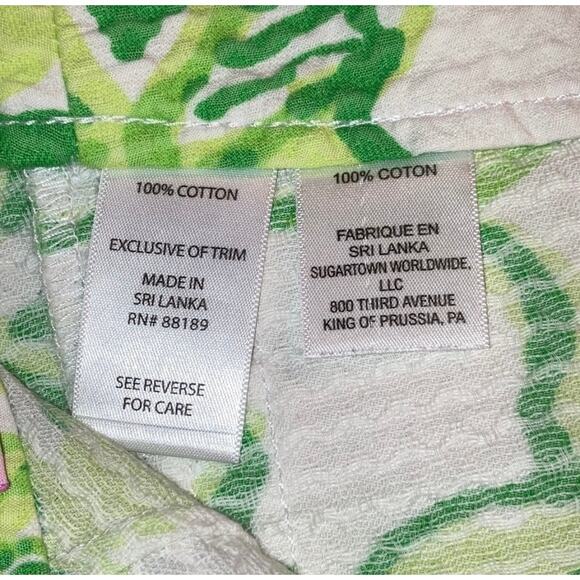 100% COTTON
EXCLUSIVE OF TRIM
MADE IN
SRI LANKA
RN# 88189
SEE REVERSE
FOR CARE
100% COTON
FABRIQUE EN
SRI LANKA
SUGARTOWN WORLDWIDE,
LLC
800 THIRD AVENUE
KING OF PRUSSIA, PA